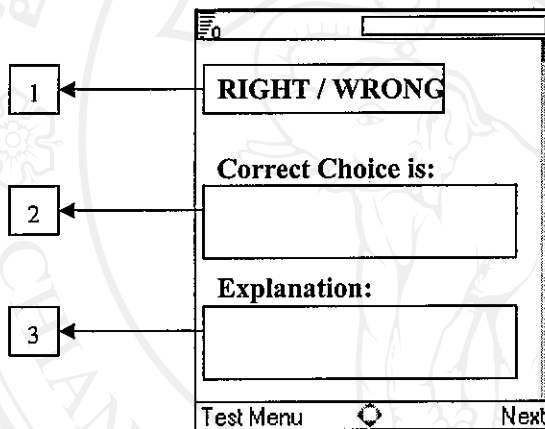 1
RIGHT / WRONG
Correct Choice is:
2
Explanation:
3
Test Menu
Next